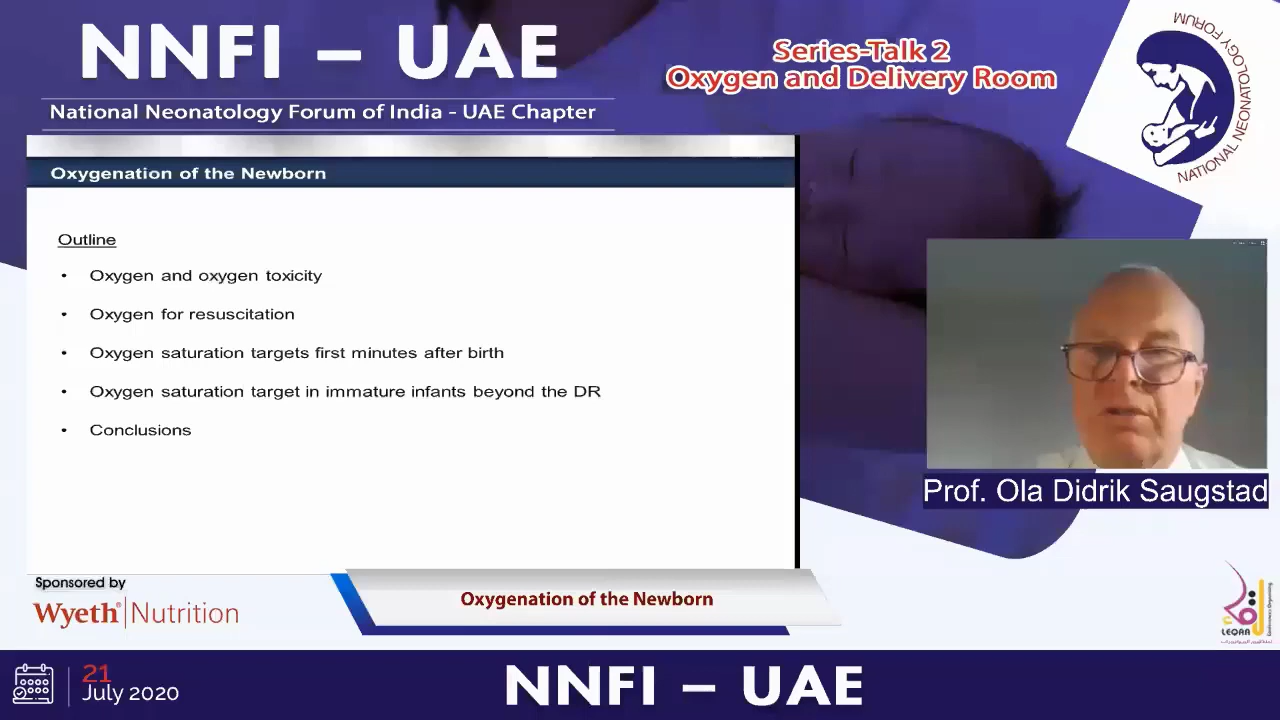 NNFI – UAE
National Neonatology Forum of India - UAE Chapter
Series-Talk 2
Oxygen and Delivery Room
NATIONAL NEONATOLOGY FORUM
Oxygenation of the Newborn
Outline
• Oxygen and oxygen toxicity
• Oxygen for resuscitation
• Oxygen saturation targets first minutes after birth
• Oxygen saturation target in immature infants beyond the DR
• Conclusions
Prof. Ola Didrik Saugstad
Sponsored by
Wyeth® | Nutrition
Oxygenation of the Newborn
LEQAA
21
July 2020
NNFI – UAE